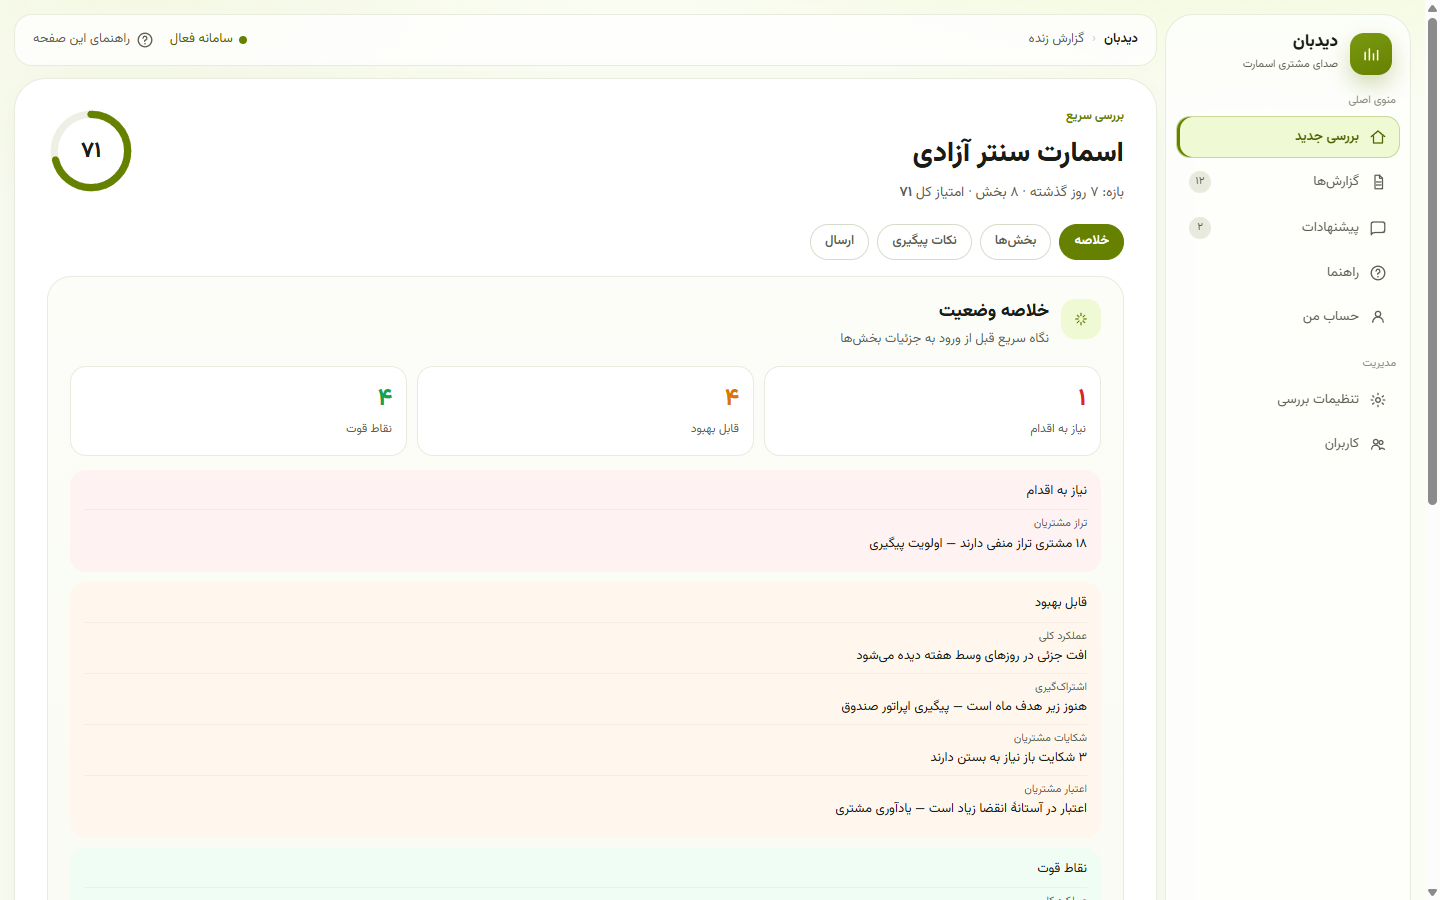 دیدبان
صدای مشتری اسمارت
منوی اصلی
بررسی جدید
گزارش‌ها
۱۲
پیشنهادات
۲
راهنما
حساب من
مدیریت
تنظیمات بررسی
کاربران
دیدبان › گزارش زنده
سامانه فعال
راهنمای این صفحه
بررسی سریع
اسمارت سنتر آزادی
بازه: ۷ روز گذشته · ۸ بخش · امتیاز کل ۷۱
۷۱
خلاصه
بخش‌ها
نکات پیگیری
ارسال
خلاصه وضعیت
نگاه سریع قبل از ورود به جزئیات بخش‌ها
۱
نیاز به اقدام
۴
قابل بهبود
۴
نقاط قوت
نیاز به اقدام
تراز مشتریان
۱۸ مشتری تراز منفی دارند — اولویت پیگیری
قابل بهبود
عملکرد کلی
افت جزئی در روزهای وسط هفته دیده می‌شود
اشتراک‌گیری
هنوز زیر هدف ماه است — پیگیری اپراتور صندوق
شکایات مشتریان
۳ شکایت باز نیاز به بستن دارند
اعتبار مشتریان
اعتبار در آستانهٔ انقضا زیاد است — یادآوری مشتری
نقاط قوت